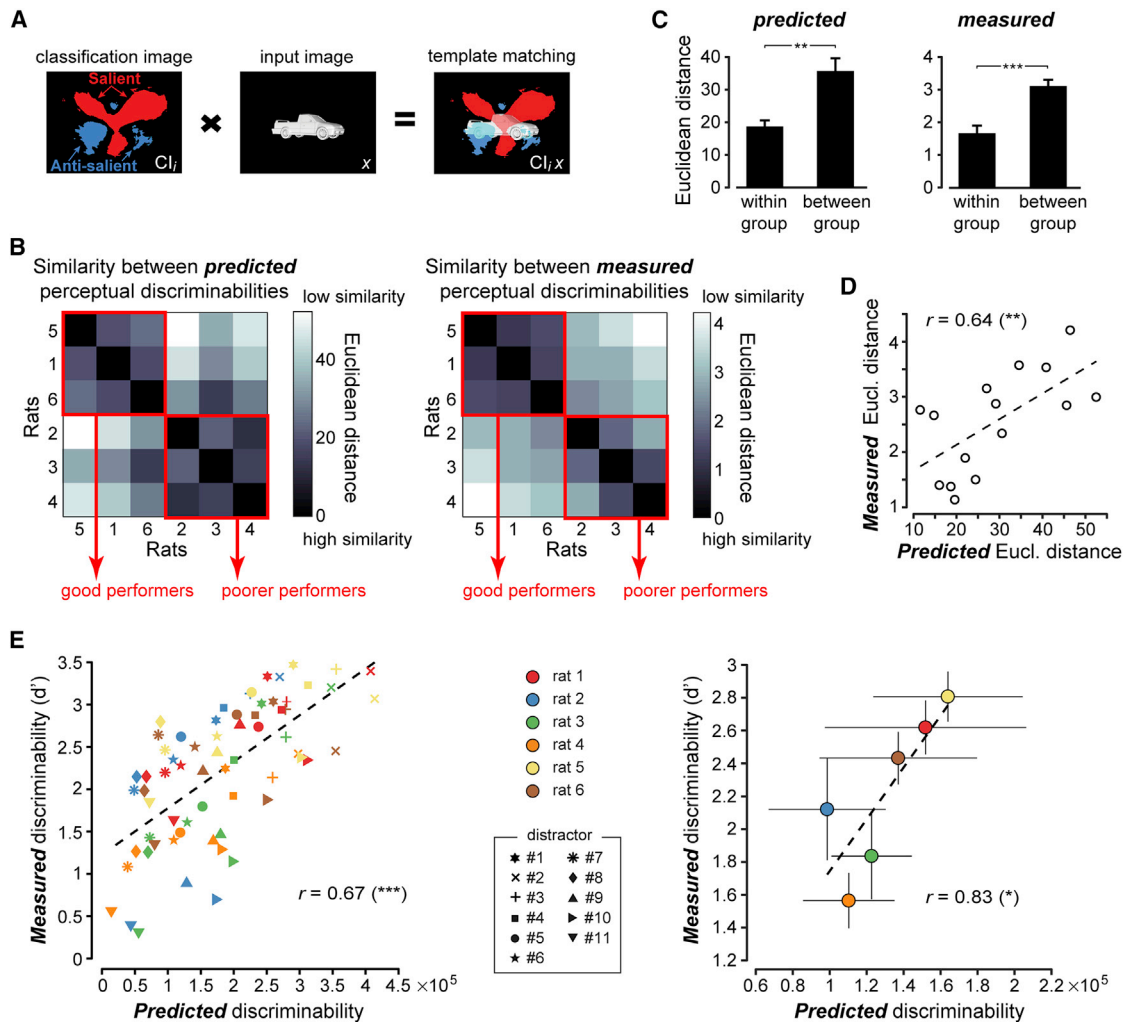 A
classification image
Salient
Anti-salient
CIi
×
input image
x
=
template matching
CIi x
B
Similarity between predicted
perceptual discriminabilities
5
1
6
2
3
4
Rats
5 1 6 2 3 4
Rats
low similarity
40
20
0
Euclidean distance
high similarity
good performers
poorer performers
Similarity between measured
perceptual discriminabilities
5
1
6
2
3
4
Rats
5 1 6 2 3 4
Rats
low similarity
4
3
2
1
0
Euclidean distance
high similarity
good performers
poorer performers
C
predicted
Euclidean distance
40
30
20
10
0
**
within
group
between
group
measured
4
3
2
1
0
***
within
group
between
group
D
r = 0.64 (**)
Measured Eucl. distance
4
3
2
1
10 20 30 40 50
Predicted Eucl. distance
E
Measured discriminability (d')
3.5
3
2.5
2
1.5
1
0.5
0
0 0.5 1 1.5 2 2.5 3 3.5 4 4.5 ×10⁵
Predicted discriminability
r = 0.67 (***)
rat 1
rat 2
rat 3
rat 4
rat 5
rat 6
distractor
#1 #7
#2 #8
#3 #9
#4 #10
#5 #11
#6
Measured discriminability (d')
3
2.8
2.6
2.4
2.2
2
1.8
1.6
1.4
1.2
0.6 1 1.4 1.8 2.2 ×10⁵
Predicted discriminability
r = 0.83 (*)